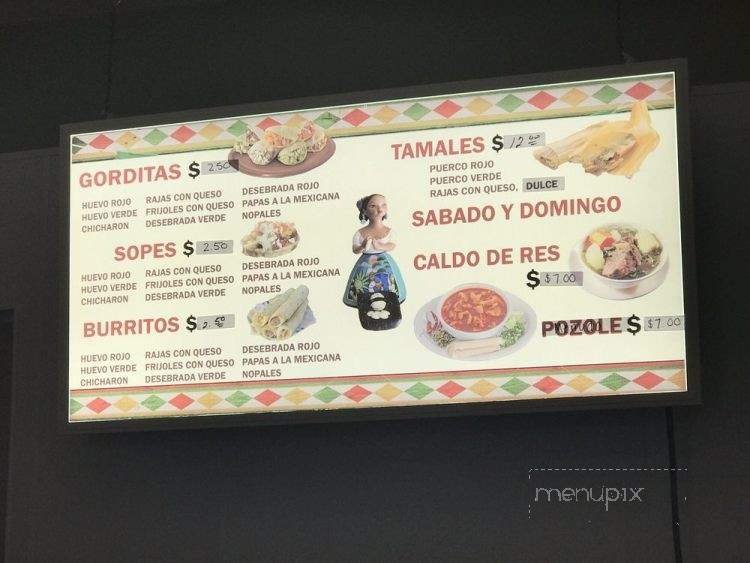 GORDITAS $ 2.50
HUEVO ROJO RAJAS CON QUESO DESEBRADA ROJO
HUEVO VERDE FRIJOLES CON QUESO PAPAS A LA MEXICANA
CHICHARON DESEBRADA VERDE NOPALES
SOPES $ 2.50
HUEVO ROJO RAJAS CON QUESO DESEBRADA ROJO
HUEVO VERDE FRIJOLES CON QUESO PAPAS A LA MEXICANA
CHICHARON DESEBRADA VERDE NOPALES
BURRITOS $ 2.50
HUEVO ROJO RAJAS CON QUESO DESEBRADA ROJO
HUEVO VERDE FRIJOLES CON QUESO PAPAS A LA MEXICANA
CHICHARON DESEBRADA VERDE NOPALES
TAMALES $ 12.00
PUERCO ROJO
PUERCO VERDE
RAJAS CON QUESO, DULCE
SABADO Y DOMINGO
CALDO DE RES
$ $7.00
POZOLE $ $7.00
menupix